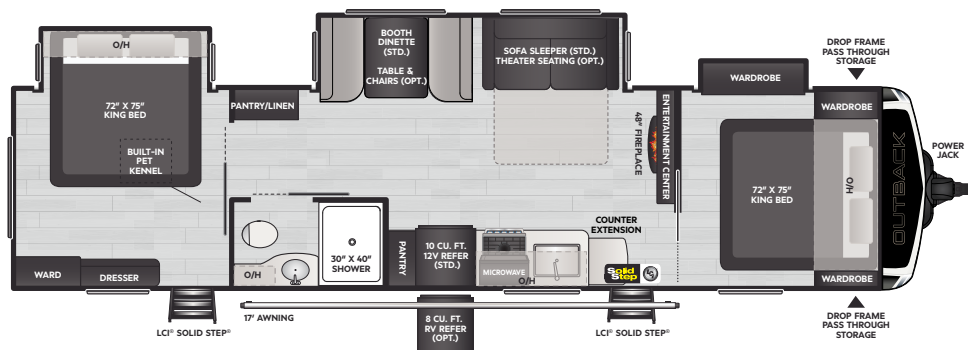 O/H
72" X 75"
KING BED
BUILT-IN
PET
KENNEL
WARD
DRESSER
PANTRY/LINEN
BOOTH
DINETTE
(STD.)
TABLE &
CHAIRS (OPT.)
SOFA SLEEPER (STD.)
THEATER SEATING (OPT.)
ENTERTAINMENT CENTER
48" FIREPLACE
WARDROBE
DROP FRAME
PASS THROUGH
STORAGE
WARDROBE
72" X 75"
KING BED
O/H
OUTBACK
POWER
JACK
WARDROBE
DROP FRAME
PASS THROUGH
STORAGE
O/H
30" X 40"
SHOWER
PANTRY
10 CU. FT.
12V REFER
(STD.)
MICROWAVE
O/H
COUNTER
EXTENSION
Solid
Step
LCI® SOLID STEP®
17' AWNING
8 CU. FT.
RV REFER
(OPT.)
LCI® SOLID STEP®